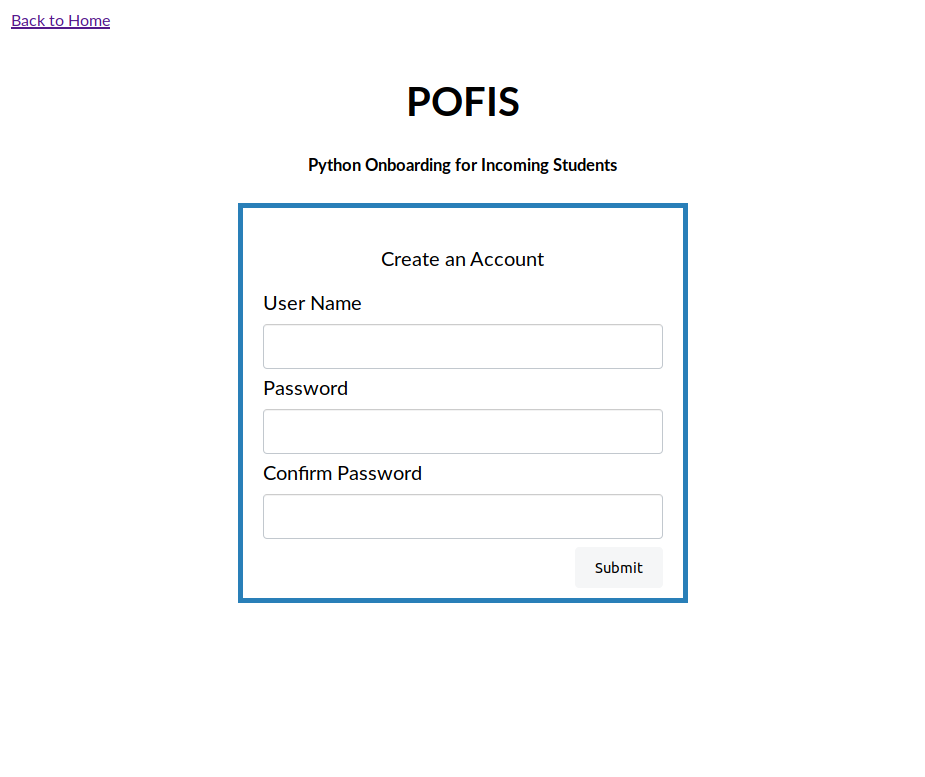 Back to Home
POFIS
Python Onboarding for Incoming Students
Create an Account
User Name
Password
Confirm Password
Submit